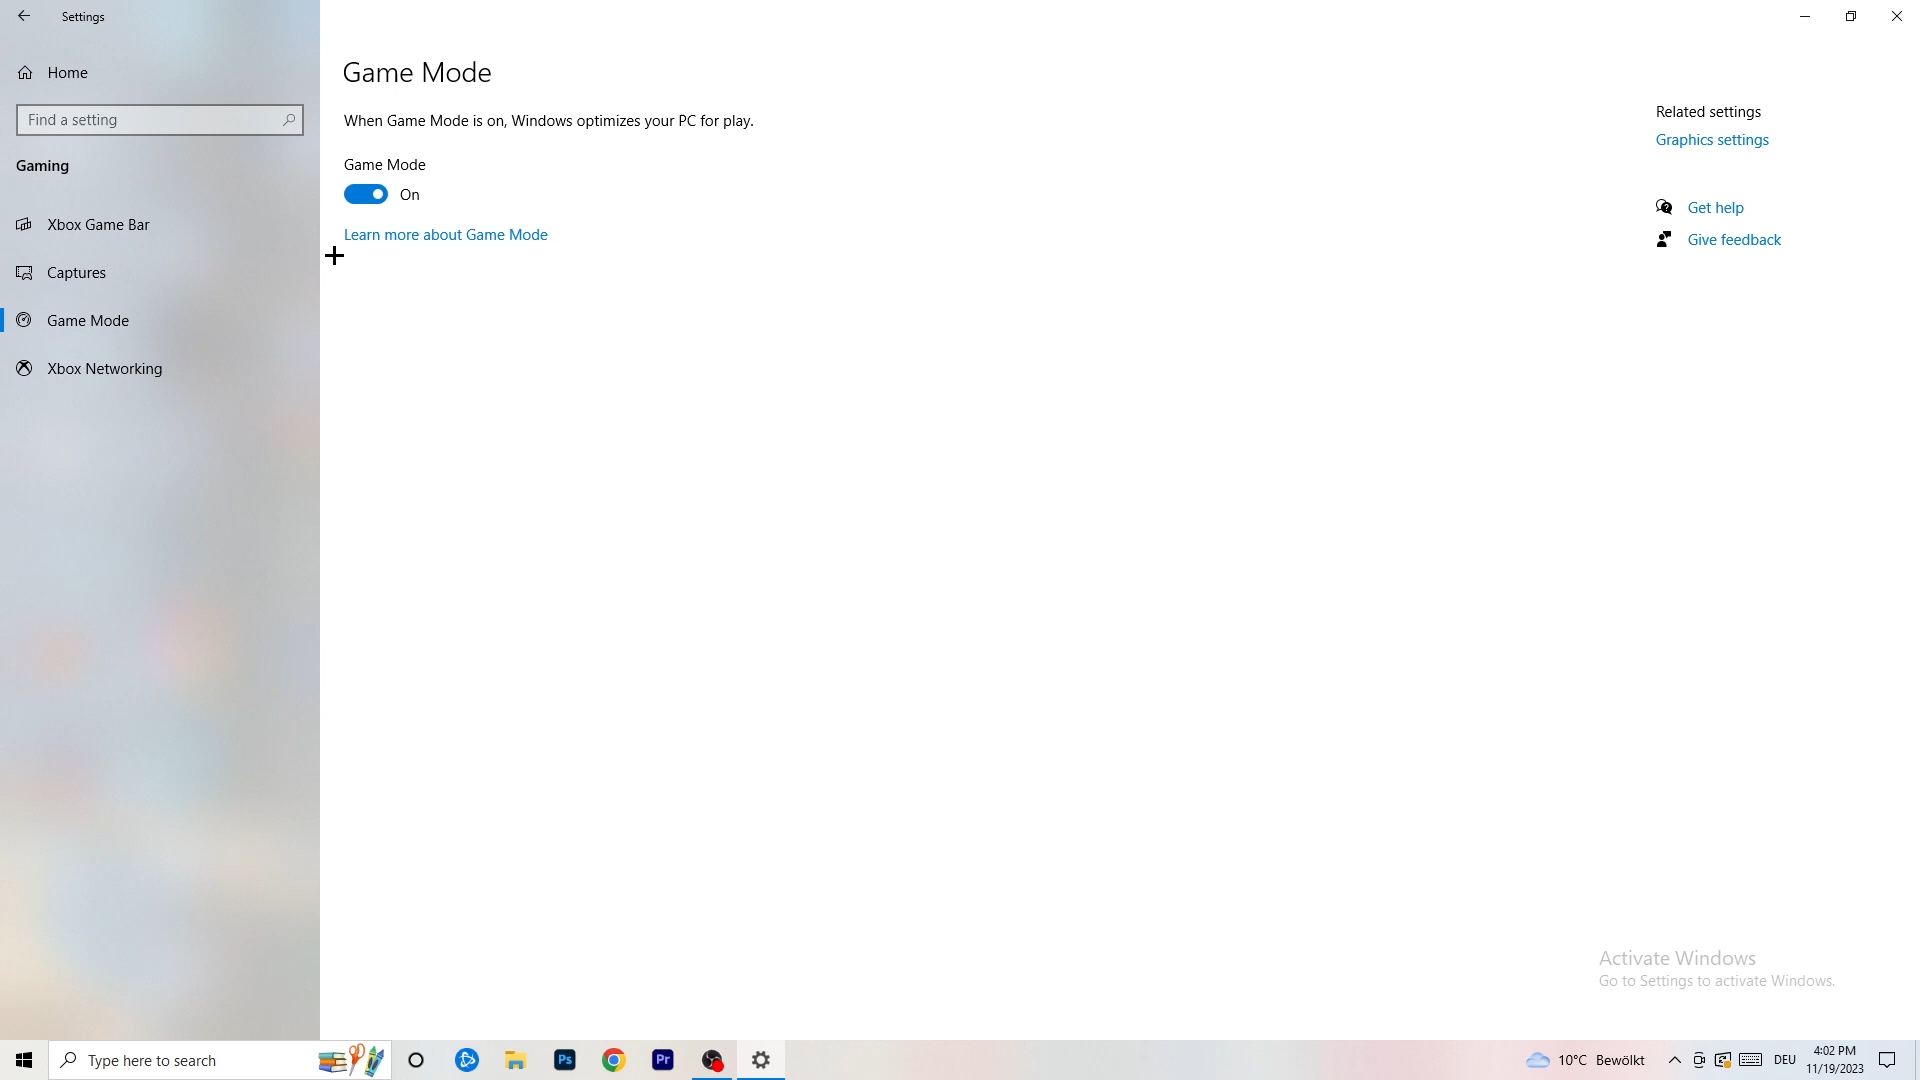 Settings
Home
Find a setting
Gaming
Xbox Game Bar
Captures
Game Mode
Xbox Networking
Game Mode
When Game Mode is on, Windows optimizes your PC for play.
Game Mode
On
Learn more about Game Mode
Related settings
Graphics settings
Get help
Give feedback
Activate Windows
Go to Settings to activate Windows.
Type here to search
Ps
Pr
10°C Bewölkt
DEU
4:02 PM
11/19/2023